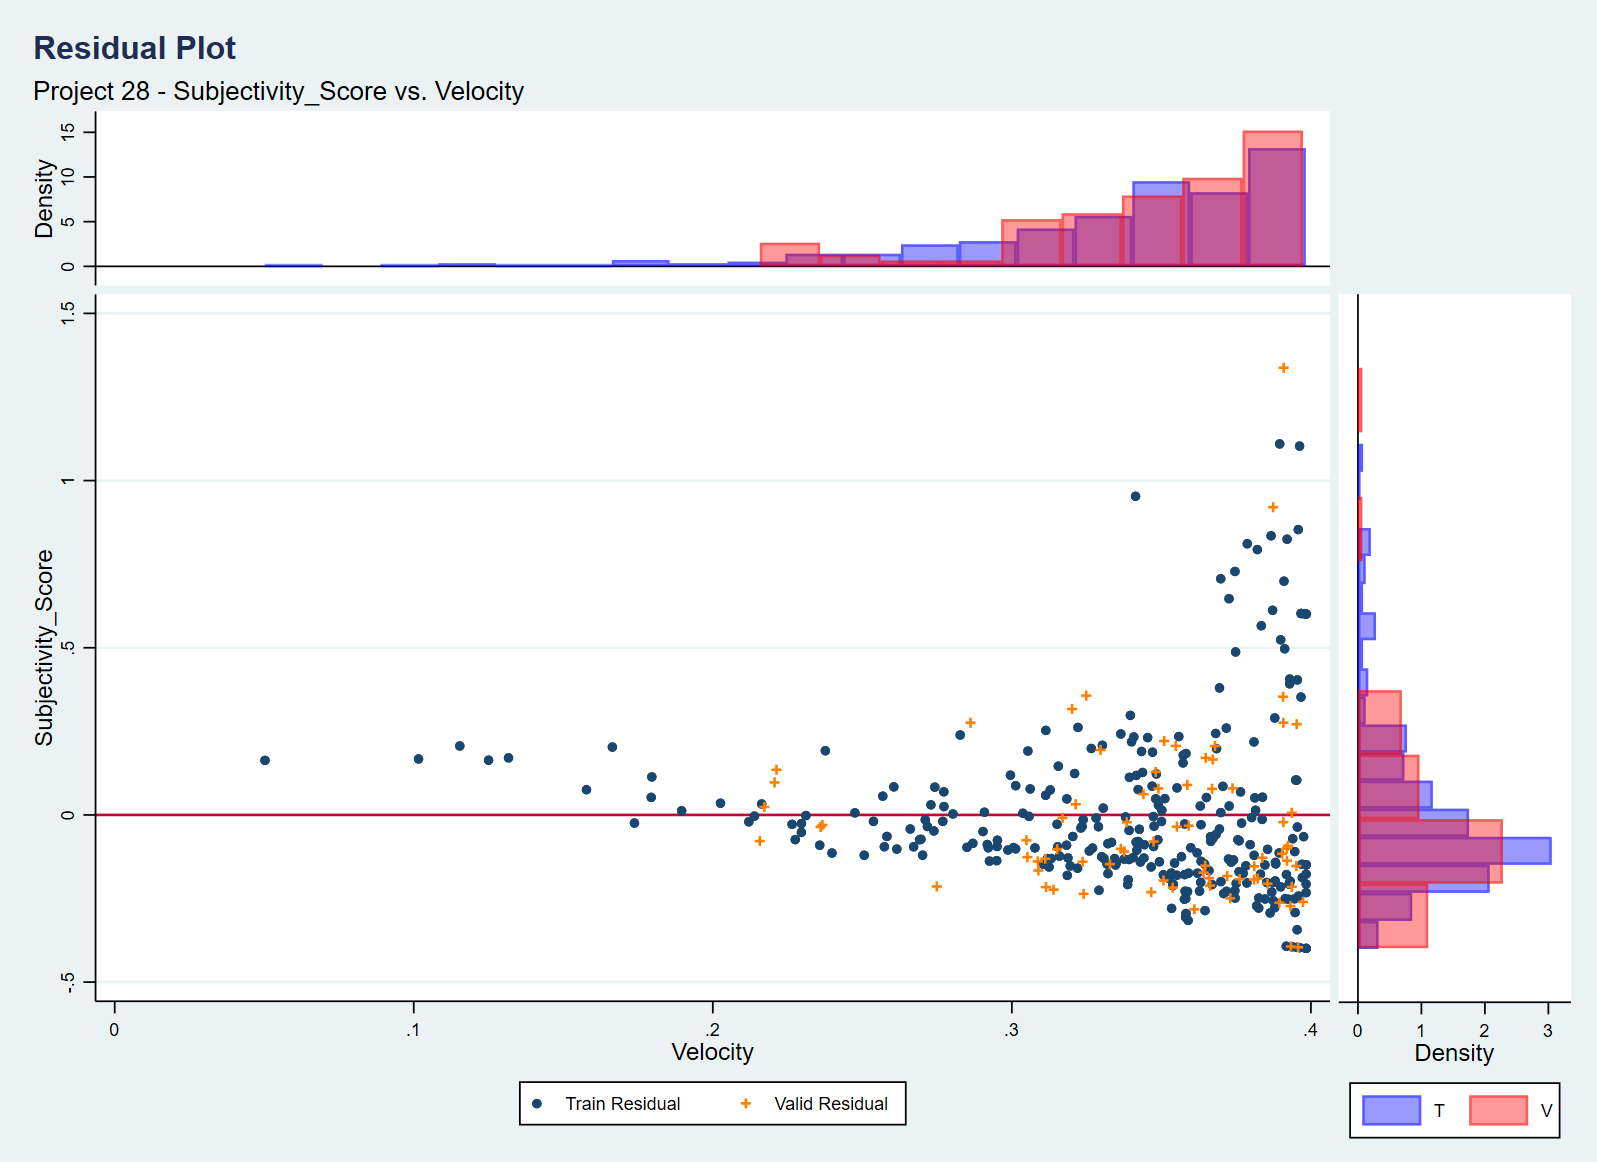 Residual Plot
Project 28 - Subjectivity_Score vs. Velocity
Density
15
10
5
0
Subjectivity_Score
1.5
1
.5
0
-.5
0 .1 .2 .3 .4
Velocity
0 1 2 3
Density
Train Residual Valid Residual
T V